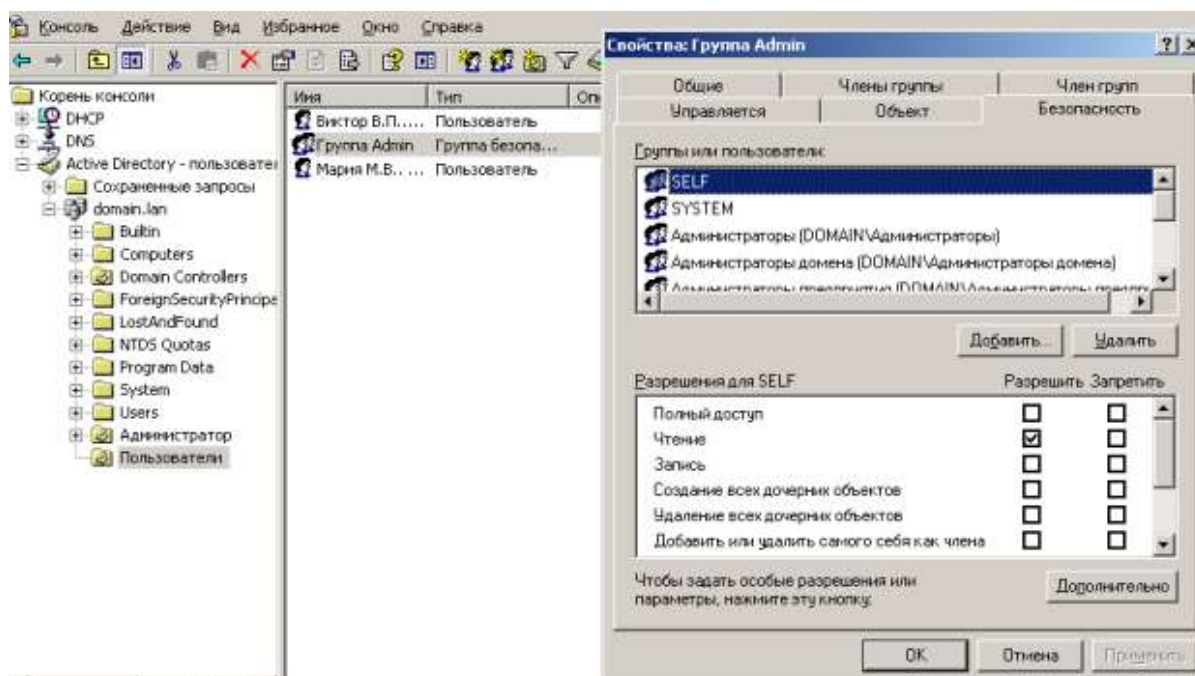 Консоль Действие Вид Избранное Окно Справка
Корень консоли
DHCP
DNS
Active Directory - пользовател
Сохраненные запросы
domain.lan
Builtin
Computers
Domain Controllers
ForeignSecurityPrincipa
LostAndFound
NTDS Quotas
Program Data
System
Users
Администратор
Пользователи
Имя Тип Опи
Виктор В.П.... Пользователь
Группа Admin Группа безопа...
Мария М.В.. ... Пользователь
Свойства: Группа Admin
Общие Члены группы Член групп
Управляется Объект Безопасность
Группы или пользователи:
SELF
SYSTEM
Администраторы (DOMAIN\Администраторы)
Администраторы домена (DOMAIN\Администраторы домена)
Администраторы предприятия (DOMAIN\Администраторы
Добавить... Удалить
Разрешения для SELF Разрешить Запретить
Полный доступ
Чтение
Запись
Создание всех дочерних объектов
Удаление всех дочерних объектов
Добавить или удалить самого себя как члена
Чтобы задать особые разрешения или
параметры, нажмите эту кнопку.
Дополнительно
OK Отмена Применить